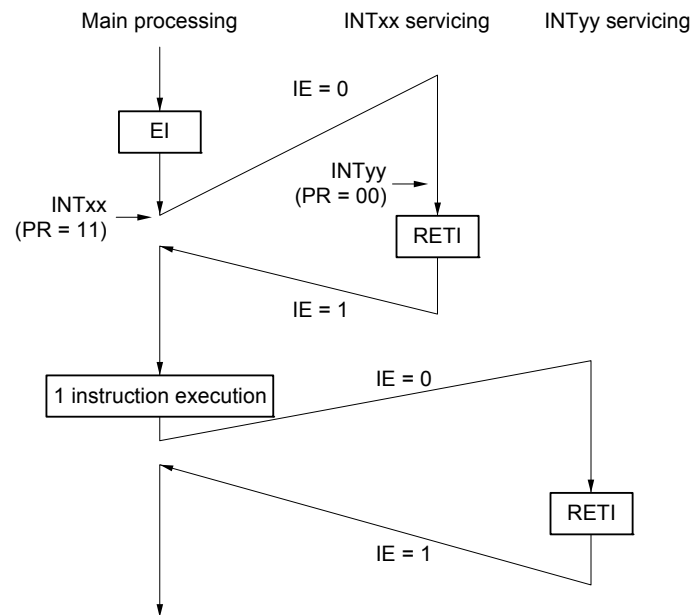 Main processing
INTxx servicing
INTyy servicing
IE = 0
EI
INTyy
(PR = 00)
INTxx
(PR = 11)
RETI
IE = 1
IE = 0
1 instruction execution
RETI
IE = 1